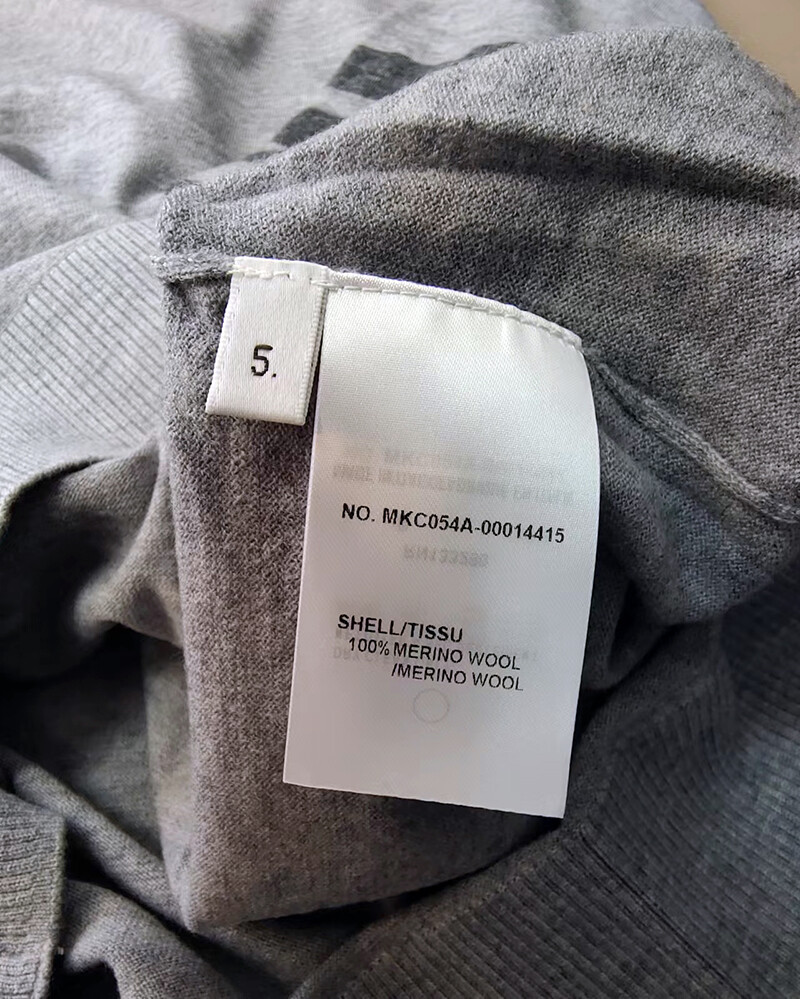 5.
NO. MKC054A-00014415
SHELL/TISSU
100% MERINO WOOL
/MERINO WOOL